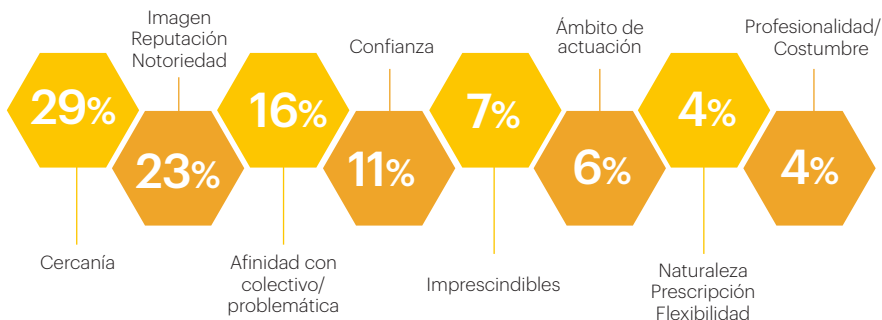 Imagen
Reputación
Notoriedad
Confianza
Ámbito de
actuación
Profesionalidad/
Costumbre
29%
23%
16%
11%
7%
6%
4%
4%
Cercanía
Afinidad con
colectivo/
problemática
Imprescindibles
Naturaleza
Prescripción
Flexibilidad